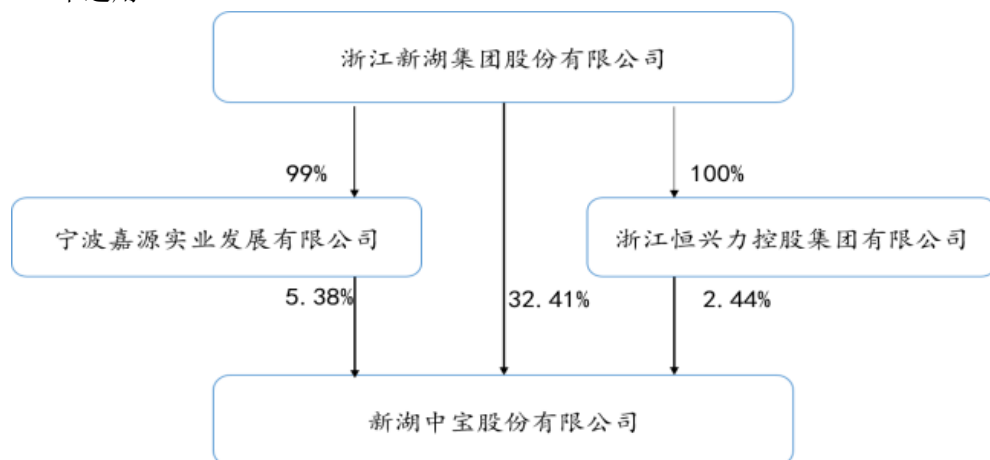 浙江新湖集团股份有限公司
99%
100%
宁波嘉源实业发展有限公司
浙江恒兴力控股集团有限公司
5.38%
32.41%
2.44%
新湖中宝股份有限公司